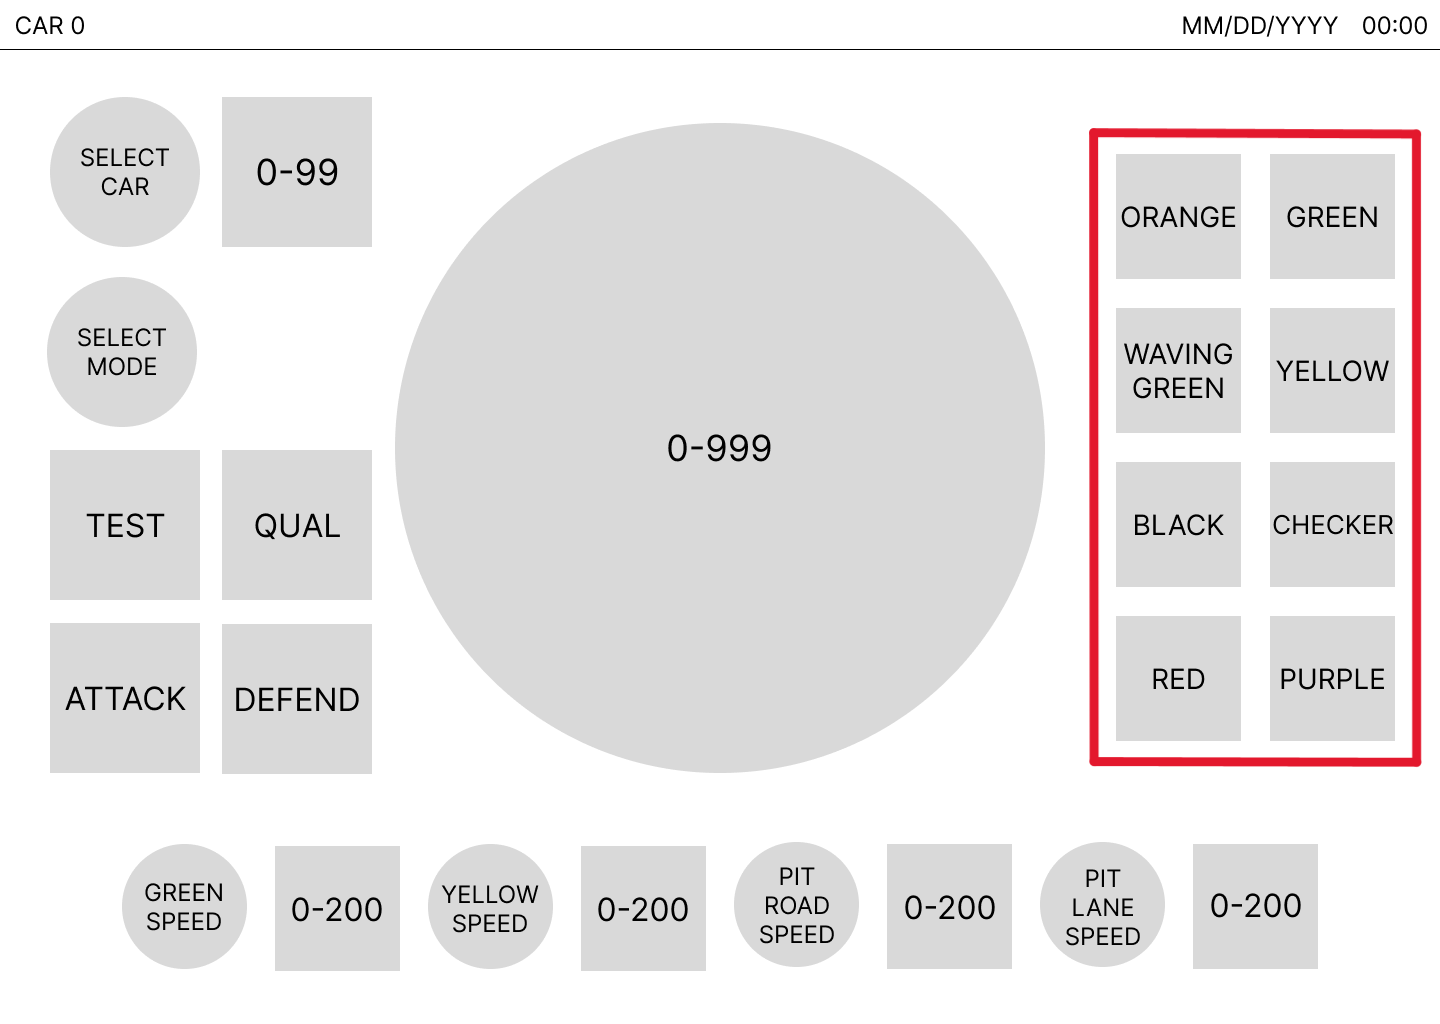 CAR 0
MM/DD/YYYY 00:00
SELECT
CAR
0-99
SELECT
MODE
TEST
QUAL
ATTACK
DEFEND
0-999
ORANGE
GREEN
WAVING
GREEN
YELLOW
BLACK
CHECKER
RED
PURPLE
GREEN
SPEED
0-200
YELLOW
SPEED
0-200
PIT
ROAD
SPEED
0-200
PIT
LANE
SPEED
0-200